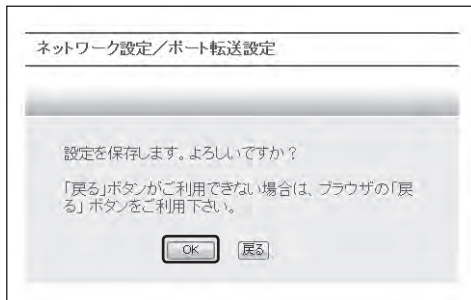 ネットワーク設定／ポート転送設定
設定を保存します。よろしいですか？
「戻る」ボタンがご利用できない場合は、ブラウザの「戻
る」ボタンをご利用下さい。
OK 戻る